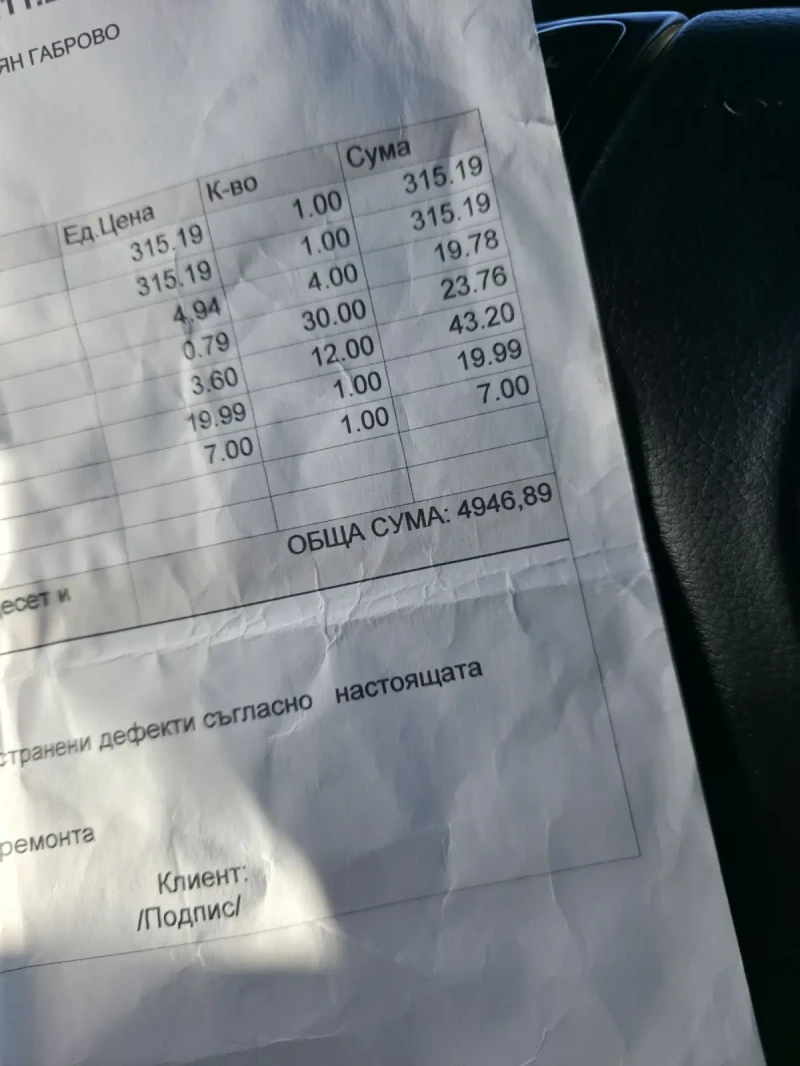 ЯН ГАБРОВО
Ед.Цена К-во Сума
315.19 1.00 315.19
315.19 1.00 315.19
4.94 4.00 19.78
0.79 30.00 23.76
3.60 12.00 43.20
19.99 1.00 19.99
7.00 1.00 7.00
ОБЩА СУМА: 4946,89
есет и
странени дефекти съгласно настоящата
ремонта
Клиент:
/Подпис/